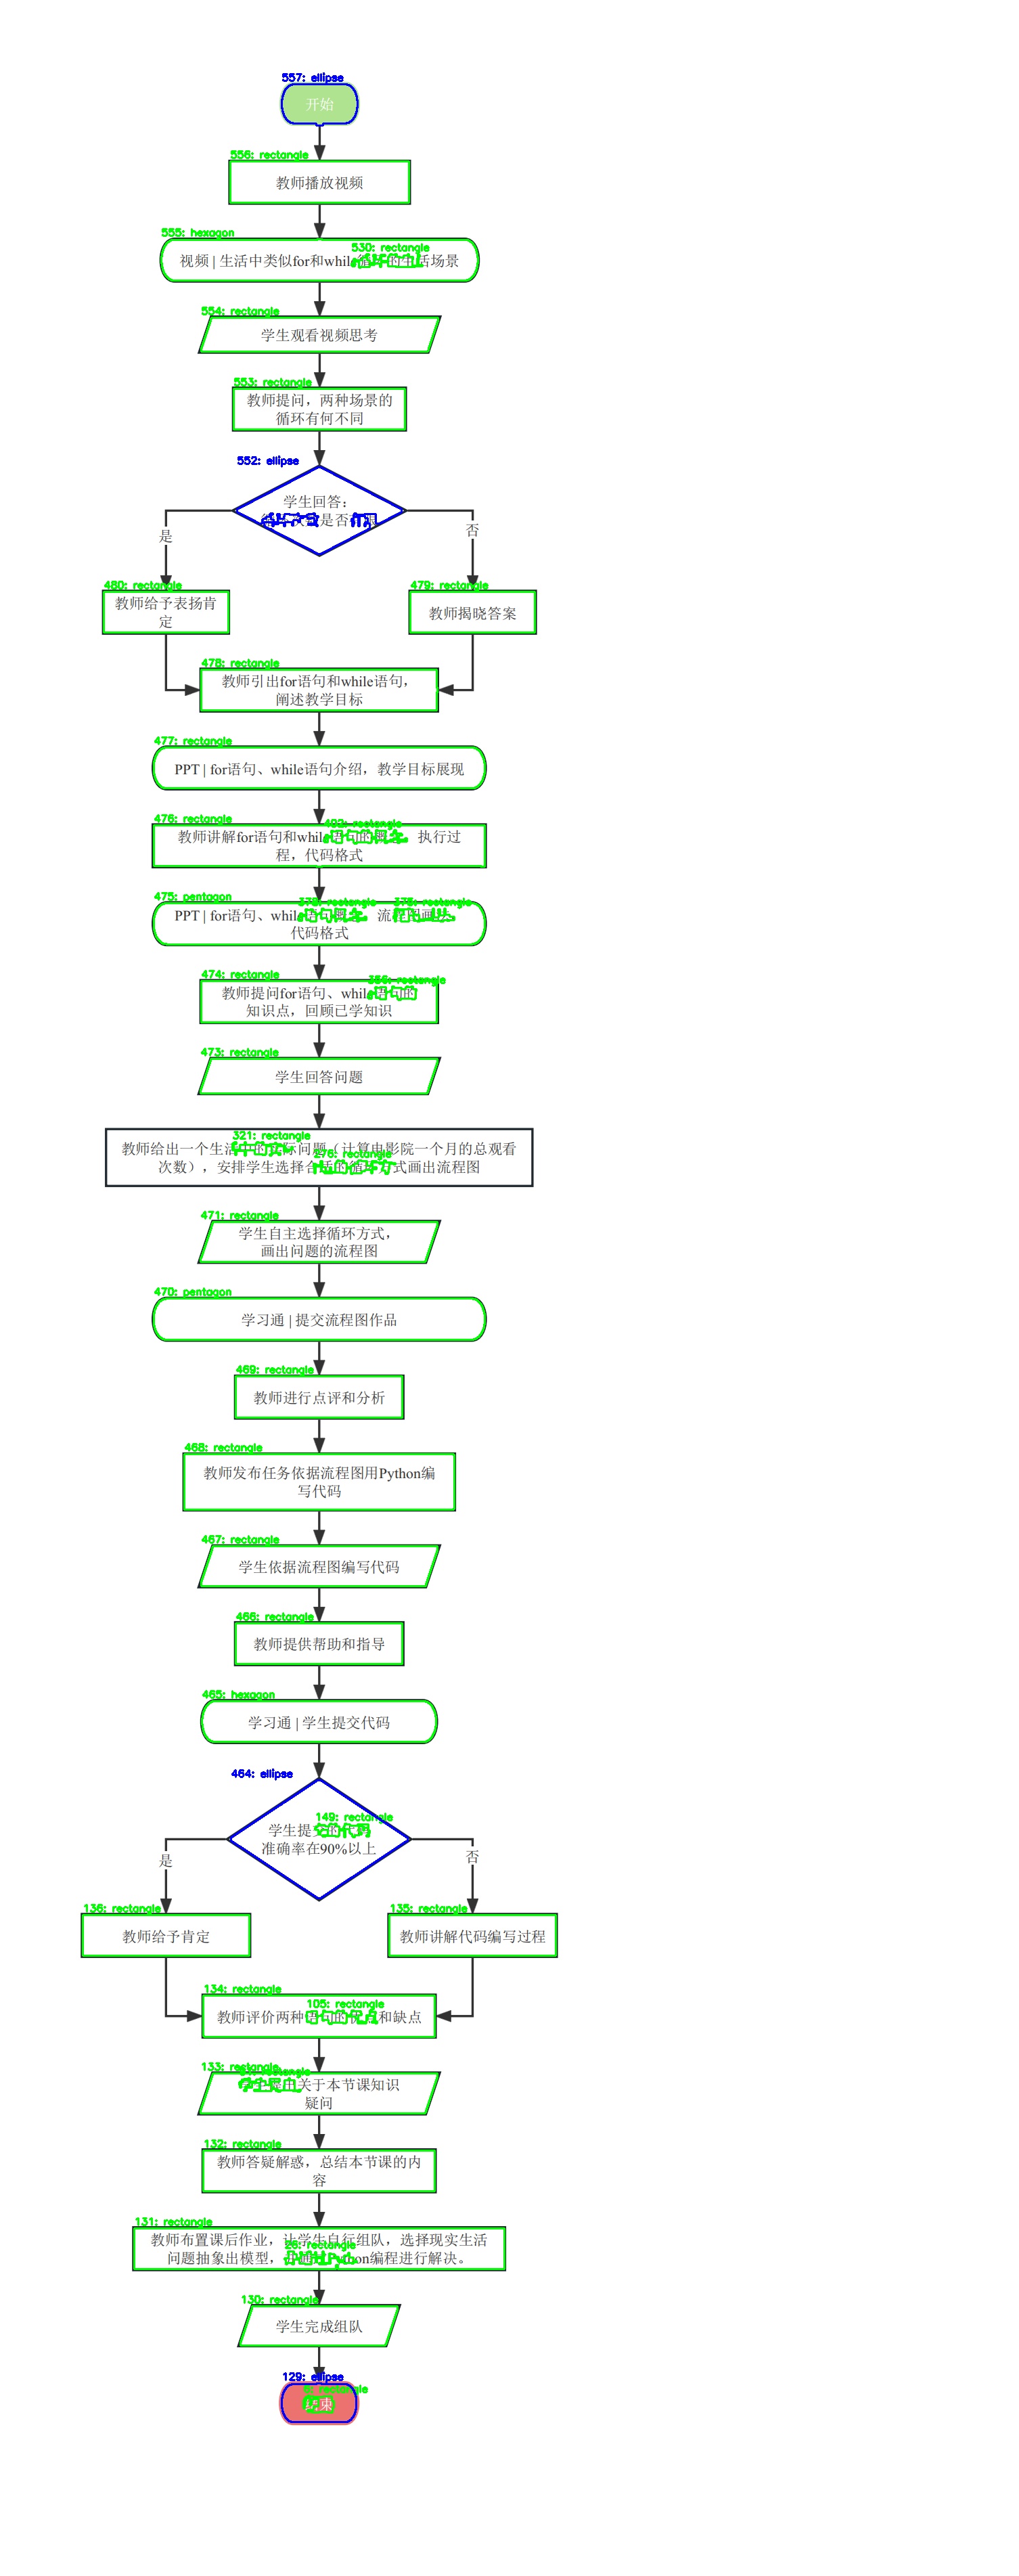 557: ellipse
开始
556: rectangle
教师播放视频
555: hexagon
530: rectangle
视频 | 生活中类似for和while循环的生活场景
554: rectangle
学生观看视频思考
553: rectangle
教师提问，两种场景的
循环有何不同
552: ellipse
学生回答：
循环次数是否有限
是
否
480: rectangle
479: rectangle
教师给予表扬肯
定
教师揭晓答案
478: rectangle
教师引出for语句和while语句，
阐述教学目标
477: rectangle
PPT | for语句、while语句介绍，教学目标展现
476: rectangle
教师讲解for语句和while语句的概念，执行过
程，代码格式
475: pentagon
PPT | for语句、while语句概念，流程图画法，
代码格式
474: rectangle
教师提问for语句、while语句的
知识点，回顾已学知识
473: rectangle
学生回答问题
321: rectangle
教师给出一个生活中的实际问题（计算电影院一个月的总观看
276: rectangle
次数），安排学生选择合适的循环方式画出流程图
471: rectangle
学生自主选择循环方式，
画出问题的流程图
470: pentagon
学习通 | 提交流程图作品
469: rectangle
教师进行点评和分析
468: rectangle
教师发布任务依据流程图用Python编
写代码
467: rectangle
学生依据流程图编写代码
466: rectangle
教师提供帮助和指导
465: hexagon
学习通 | 学生提交代码
464: ellipse
149: rectangle
学生提交的代码
准确率在90%以上
是
否
136: rectangle
135: rectangle
教师给予肯定
教师讲解代码编写过程
134: rectangle
105: rectangle
教师评价两种语句的优点和缺点
133: rectangle
学生提出关于本节课知识
疑问
132: rectangle
教师答疑解惑，总结本节课的内
容
131: rectangle
教师布置课后作业，让学生自行组队，选择现实生活
26: rectangle
问题抽象出模型，并通过Python编程进行解决。
130: rectangle
学生完成组队
129: ellipse
结束